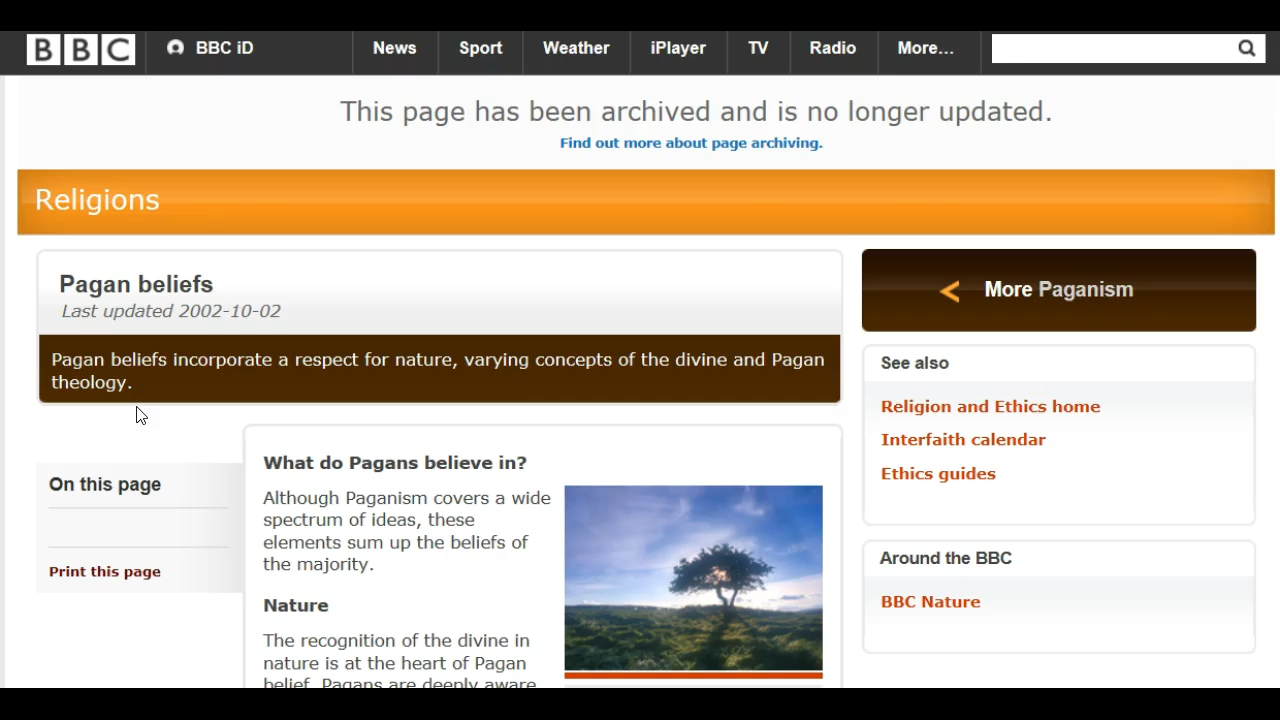 BBC BBC iD News Sport Weather iPlayer TV Radio More...
This page has been archived and is no longer updated.
Find out more about page archiving.
Religions
Pagan beliefs
Last updated 2002-10-02
Pagan beliefs incorporate a respect for nature, varying concepts of the divine and Pagan
theology.
On this page
Print this page
What do Pagans believe in?
Although Paganism covers a wide
spectrum of ideas, these
elements sum up the beliefs of
the majority.
Nature
The recognition of the divine in
nature is at the heart of Pagan
belief. Pagans are deeply aware
More Paganism
See also
Religion and Ethics home
Interfaith calendar
Ethics guides
Around the BBC
BBC Nature